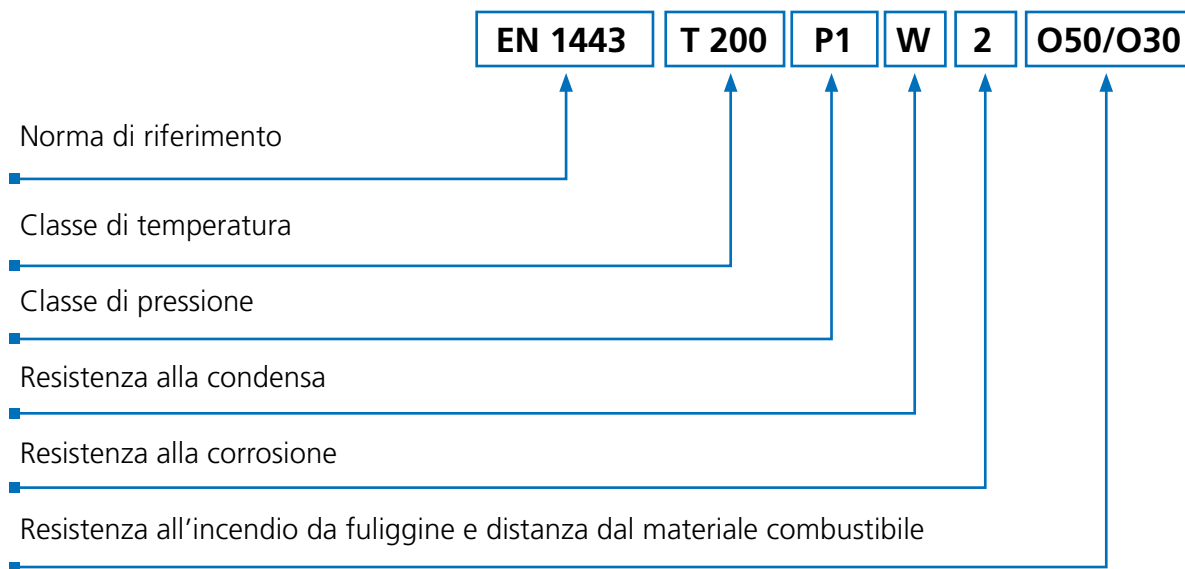 EN 1443 T 200 P1 W 2 O50/O30
Norma di riferimento
Classe di temperatura
Classe di pressione
Resistenza alla condensa
Resistenza alla corrosione
Resistenza all’incendio da fuliggine e distanza dal materiale combustibile